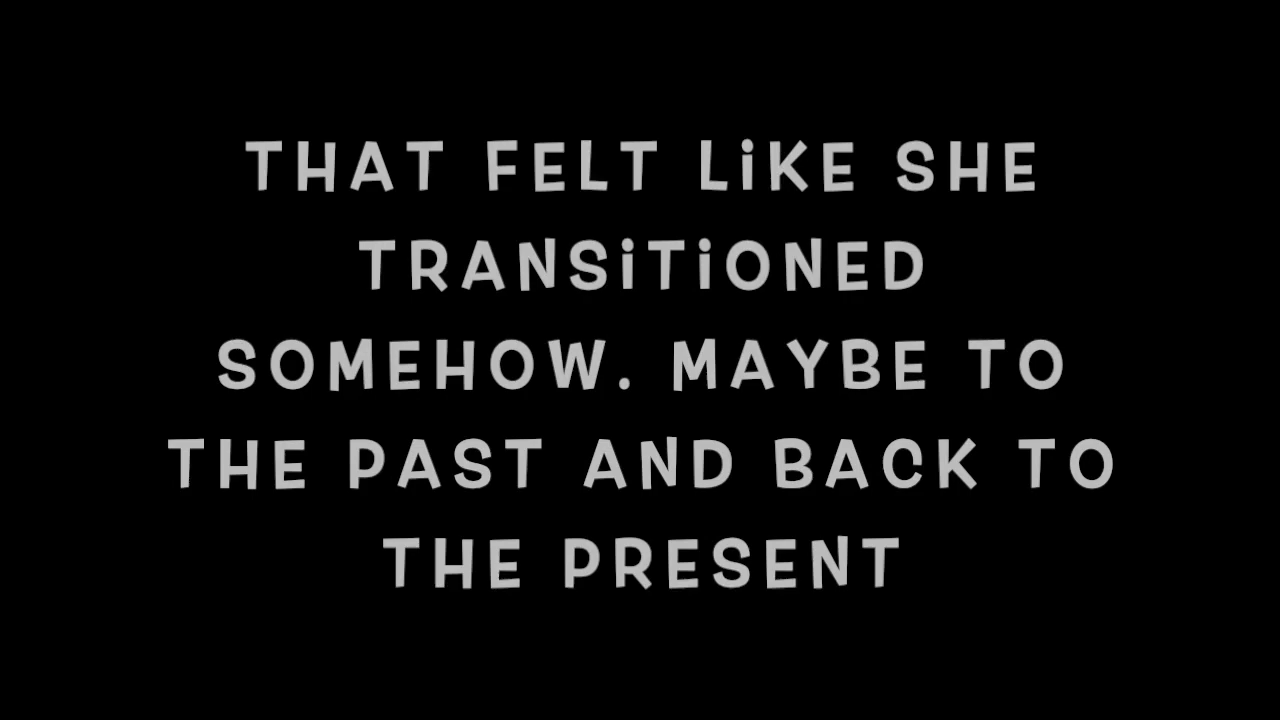 THAT FELT LiKE SHE
TRANSiTiONED
SOMEHOW. MAYBE TO
THE PAST AND BACK TO
THE PRESENT